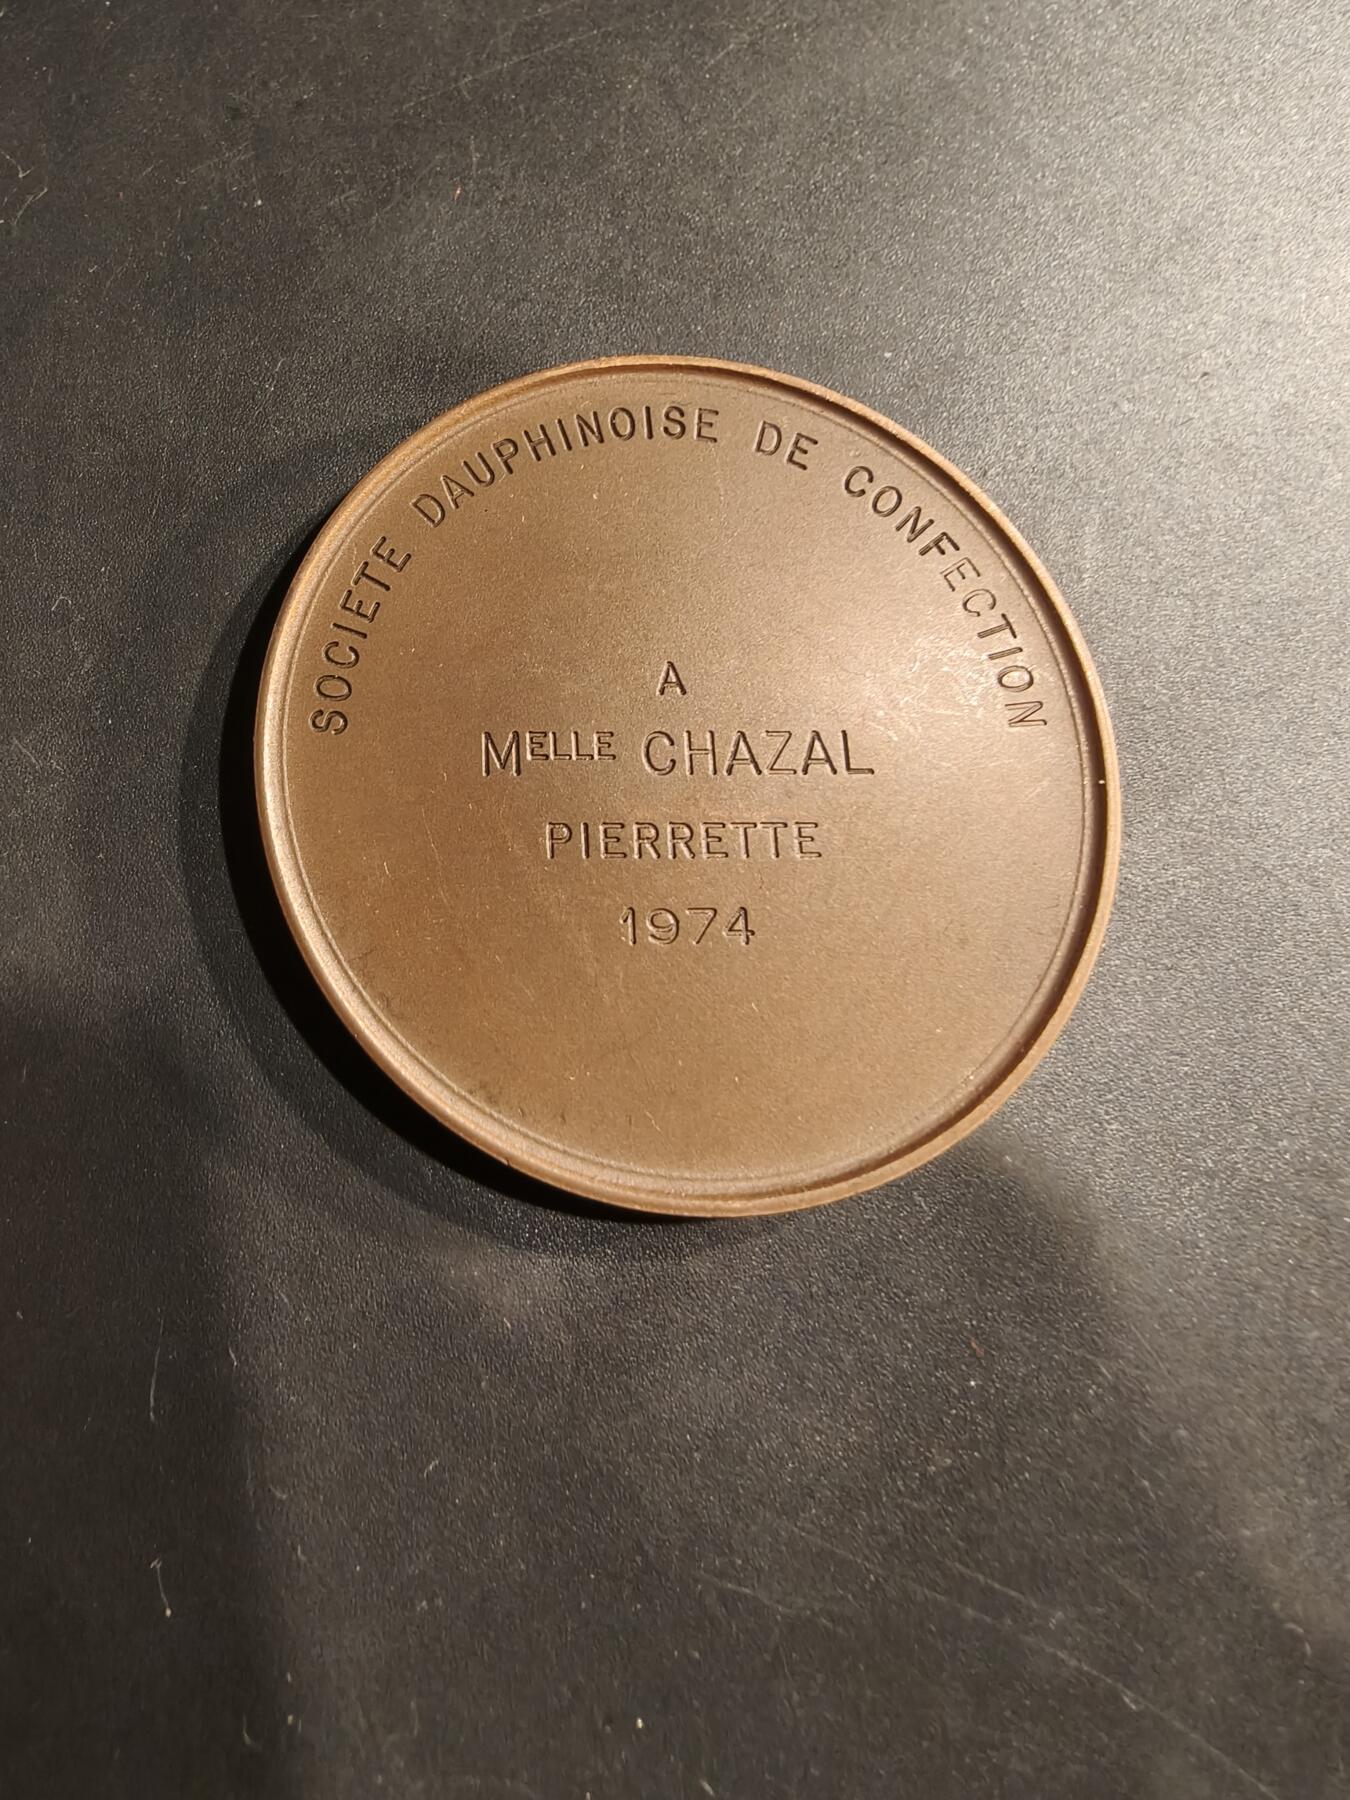 SOCIETE DAUPHINOISE DE CONFECTION
A
MELLE CHAZAL
PIERRETTE
1974